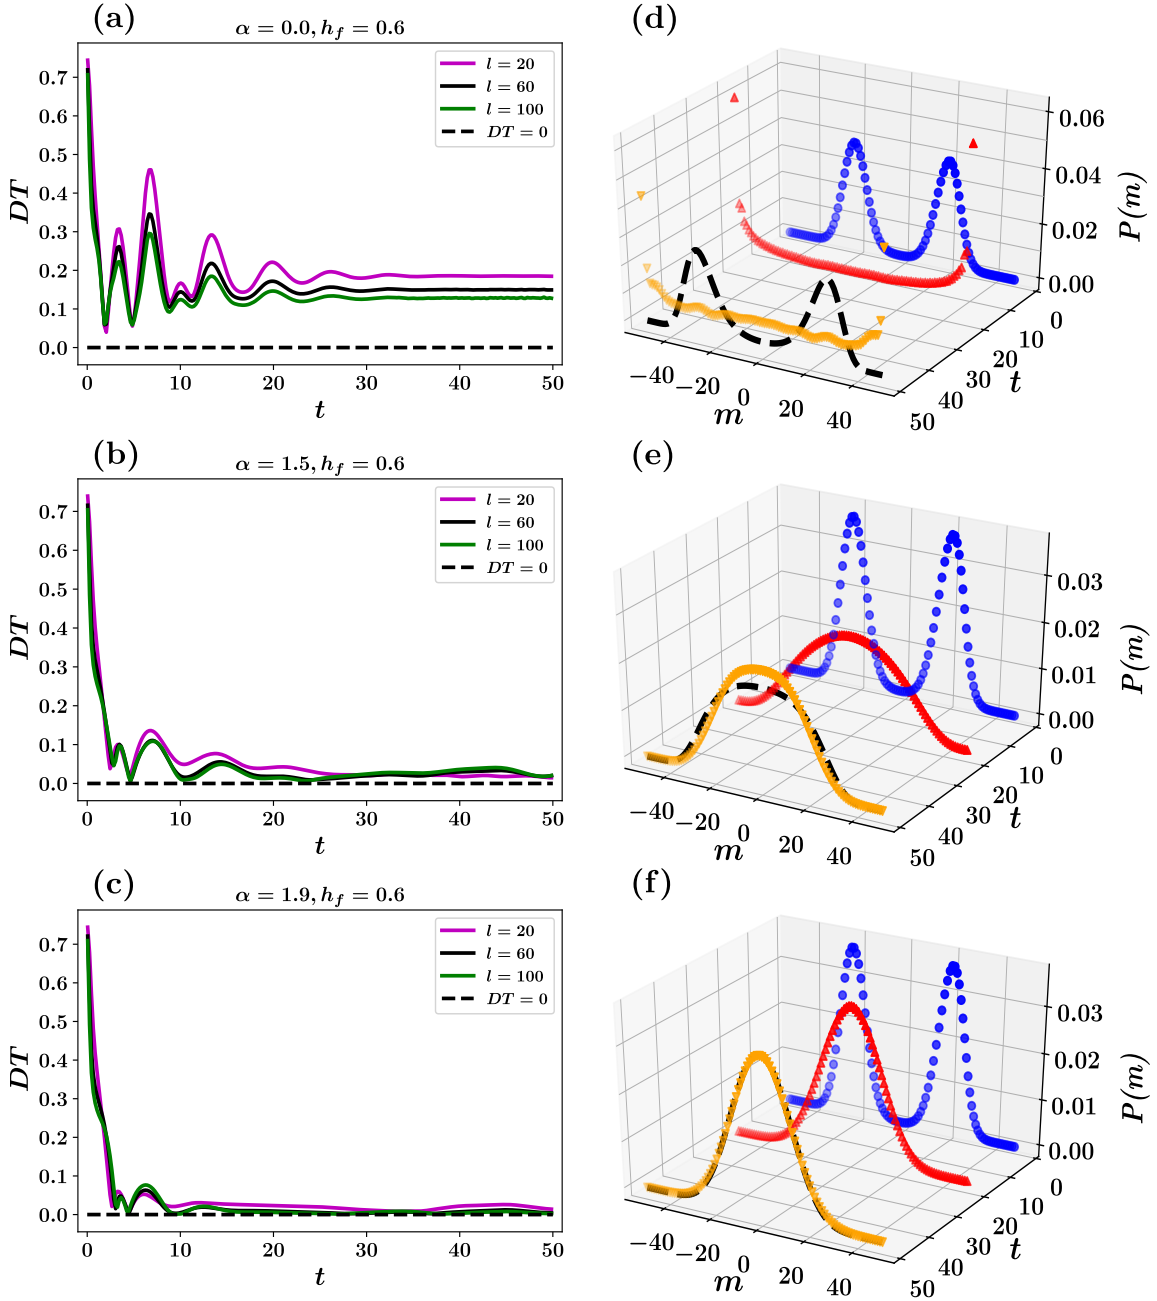 (a)
α = 0.0, h_f = 0.6
DT
0.7
0.6
0.5
0.4
0.3
0.2
0.1
0.0
l = 20
l = 60
l = 100
DT = 0
0 10 20 30 40 50
t
(d)
0.06
0.04
0.02
0.00
P(m)
−40 −20 0 20 40
m
0 10 20 30 40 50
t
(b)
α = 1.5, h_f = 0.6
DT
0.7
0.6
0.5
0.4
0.3
0.2
0.1
0.0
l = 20
l = 60
l = 100
DT = 0
0 10 20 30 40 50
t
(e)
0.03
0.02
0.01
0.00
P(m)
−40 −20 0 20 40
m
0 10 20 30 40 50
t
(c)
α = 1.9, h_f = 0.6
DT
0.7
0.6
0.5
0.4
0.3
0.2
0.1
0.0
l = 20
l = 60
l = 100
DT = 0
0 10 20 30 40 50
t
(f)
0.03
0.02
0.01
0.00
P(m)
−40 −20 0 20 40
m
0 10 20 30 40 50
t